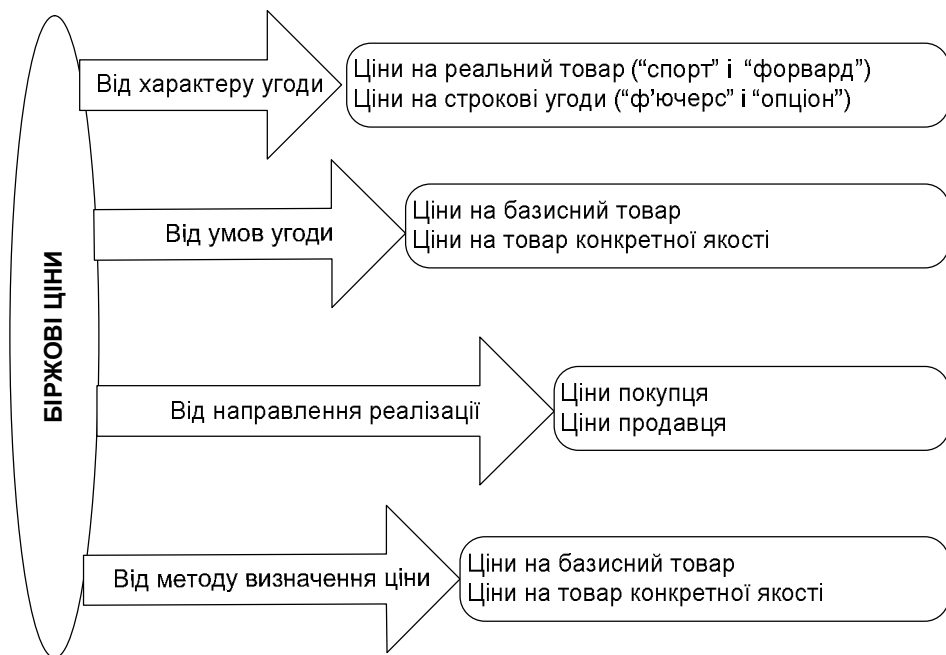 БІРЖОВІ ЦІНИ
Від характеру угоди
Ціни на реальний товар (“спорт” і “форвард”)
Ціни на строкові угоди (“ф’ючерс” і “опціон”)
Від умов угоди
Ціни на базисний товар
Ціни на товар конкретної якості
Від направлення реалізації
Ціни покупця
Ціни продавця
Від методу визначення ціни
Ціни на базисний товар
Ціни на товар конкретної якості